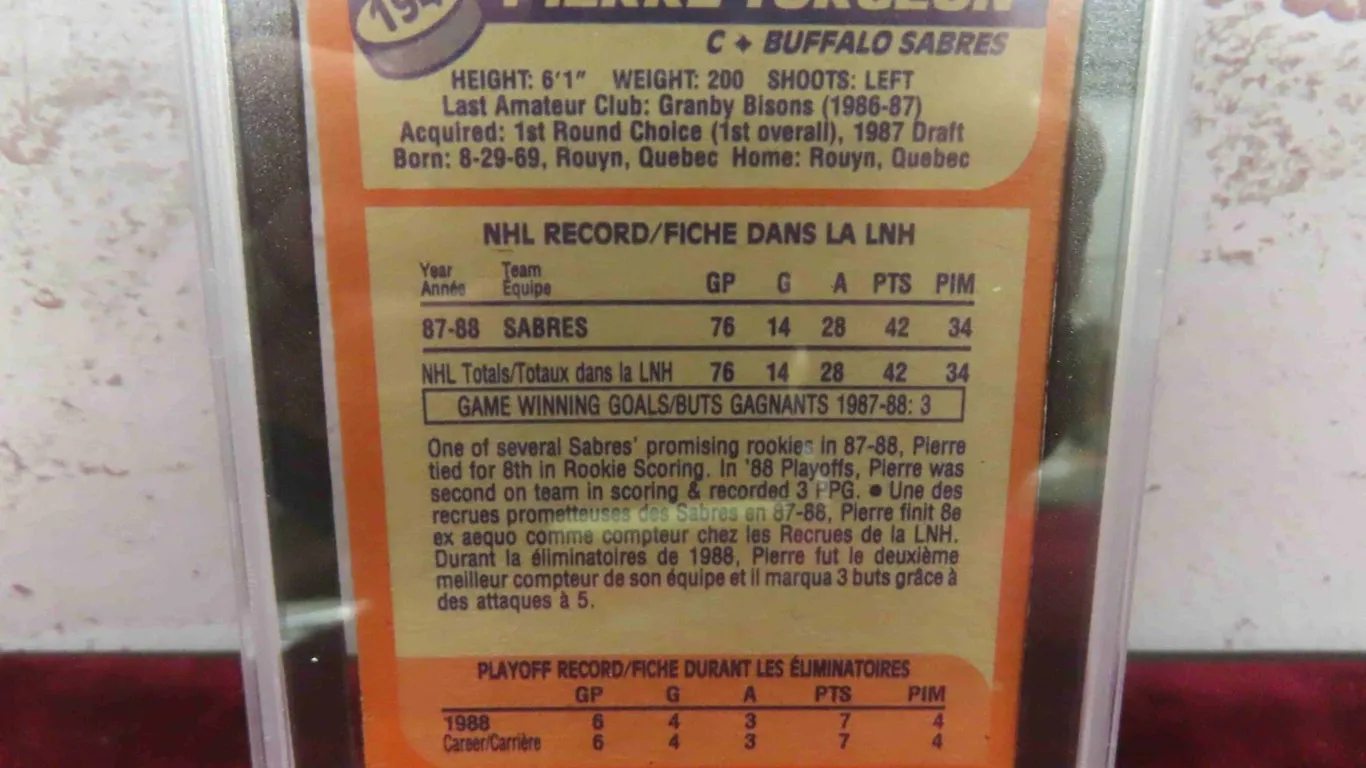 PIERRE TURGEON
C ✦ BUFFALO SABRES
HEIGHT: 6'1" WEIGHT: 200 SHOOTS: LEFT
Last Amateur Club: Granby Bisons (1986-87)
Acquired: 1st Round Choice (1st overall), 1987 Draft
Born: 8-29-69, Rouyn, Quebec Home: Rouyn, Quebec
NHL RECORD/FICHE DANS LA LNH
Year Team
Année Équipe GP G A PTS PIM
87-88 SABRES 76 14 28 42 34
NHL Totals/Totaux dans la LNH 76 14 28 42 34
GAME WINNING GOALS/BUTS GAGNANTS 1987-88: 3
One of several Sabres' promising rookies in 87-88, Pierre
tied for 8th in Rookie Scoring. In '88 Playoffs, Pierre was
second on team in scoring & recorded 3 PPG. ● Une des
recrues prometteuses des Sabres en 87-88, Pierre finit 8e
ex aequo comme compteur chez les Recrues de la LNH.
Durant la éliminatoires de 1988, Pierre fut le deuxième
meilleur compteur de son équipe et il marqua 3 buts grâce à
des attaques à 5.
PLAYOFF RECORD/FICHE DURANT LES ÉLIMINATOIRES
GP G A PTS PIM
1988 6 4 3 7 4
Career/Carrière 6 4 3 7 4